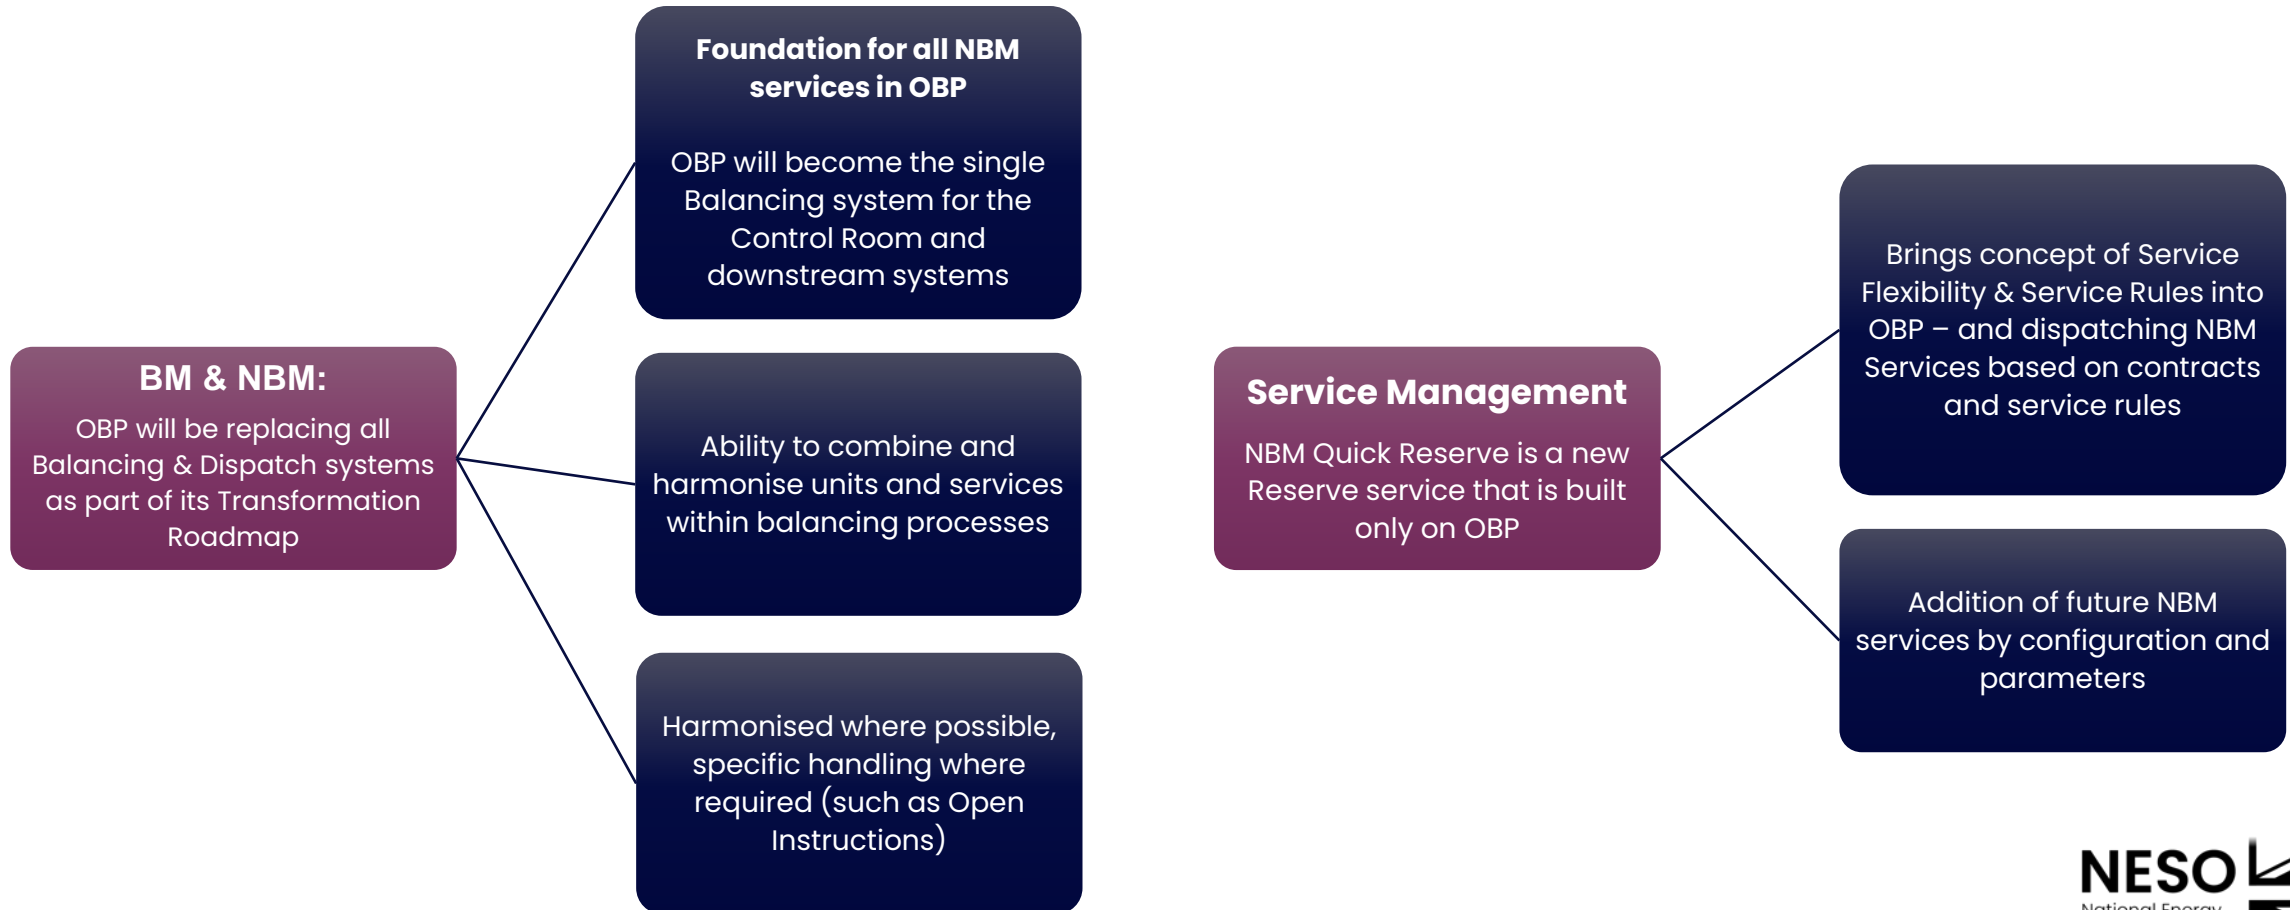 BM & NBM:
OBP will be replacing all
Balancing & Dispatch systems
as part of its Transformation
Roadmap
Foundation for all NBM
services in OBP
OBP will become the single
Balancing system for the
Control Room and
downstream systems
Ability to combine and
harmonise units and services
within balancing processes
Harmonised where possible,
specific handling where
required (such as Open
Instructions)
Service Management
NBM Quick Reserve is a new
Reserve service that is built
only on OBP
Brings concept of Service
Flexibility & Service Rules into
OBP – and dispatching NBM
Services based on contracts
and service rules
Addition of future NBM
services by configuration and
parameters
NESO
National Energy